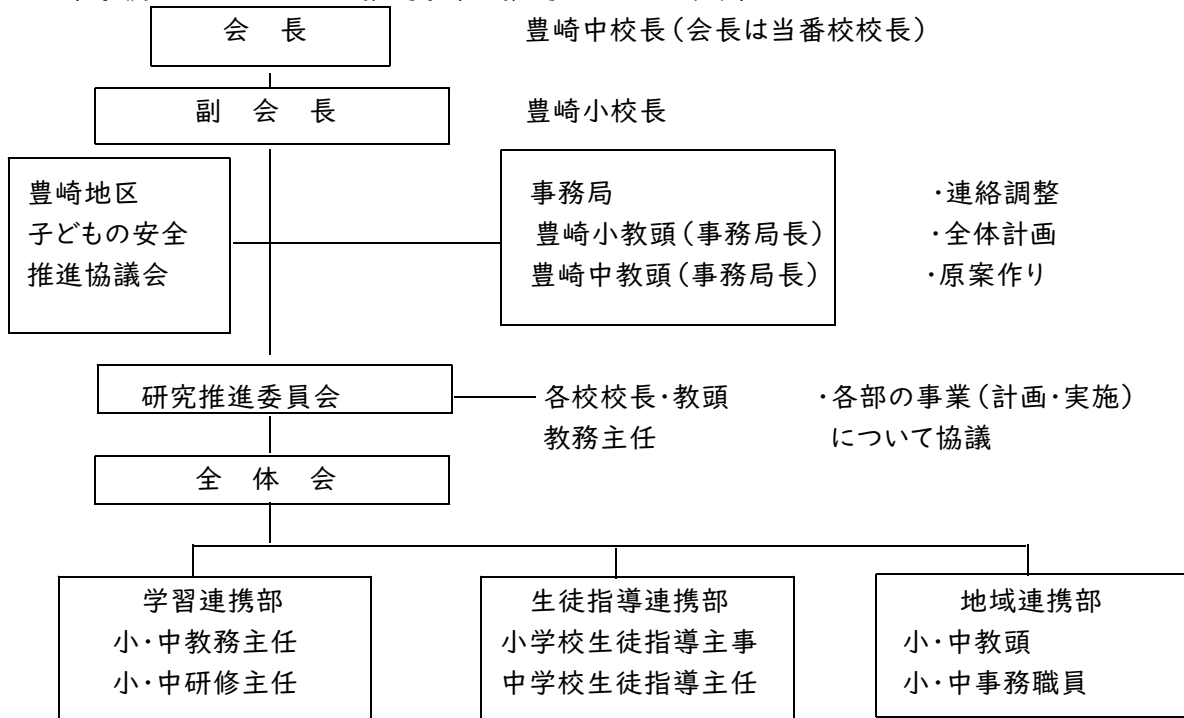 会　長
豊崎中校長（会長は当番校校長）
副　会　長
豊崎小校長
豊崎地区
子どもの安全
推進協議会
事務局
豊崎小教頭（事務局長）
豊崎中教頭（事務局長）
・連絡調整
・全体計画
・原案作り
研究推進委員会
各校校長・教頭
教務主任
・各部の事業（計画・実施）
について協議
全　体　会
学習連携部
小・中教務主任
小・中研修主任
生徒指導連携部
小学校生徒指導主事
中学校生徒指導主任
地域連携部
小・中教頭
小・中事務職員